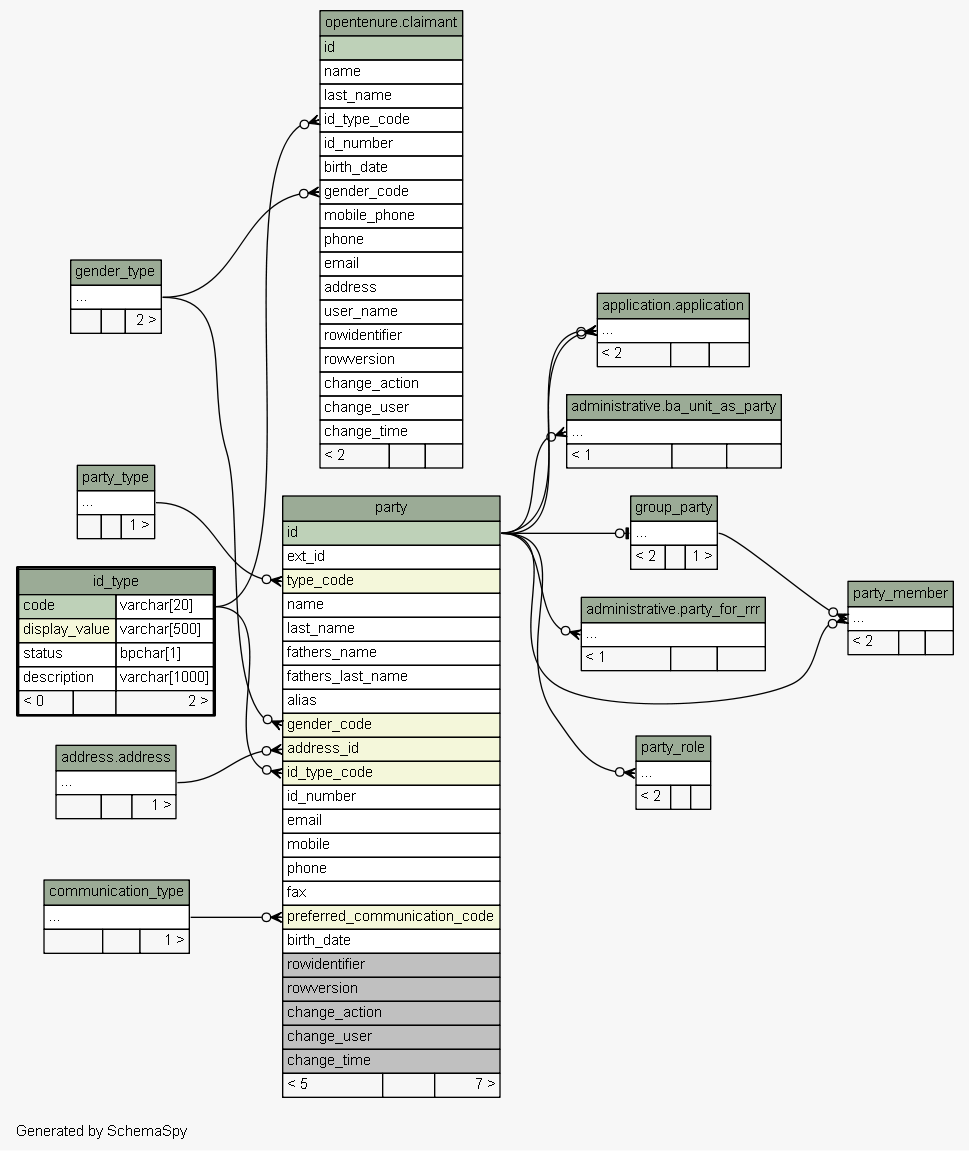 opentenure.claimant
id
name
last_name
id_type_code
id_number
birth_date
gender_code
mobile_phone
phone
email
address
user_name
rowidentifier
rowversion
change_action
change_user
change_time
< 2
gender_type
...
2 >
application.application
...
< 2
administrative.ba_unit_as_party
...
< 1
party_type
...
1 >
party
id
ext_id
type_code
name
last_name
fathers_name
fathers_last_name
alias
gender_code
address_id
id_type_code
id_number
email
mobile
phone
fax
preferred_communication_code
birth_date
rowidentifier
rowversion
change_action
change_user
change_time
< 5 7 >
group_party
...
< 2 1 >
id_type
code varchar[20]
display_value varchar[500]
status bpchar[1]
description varchar[1000]
< 0 2 >
administrative.party_for_rrr
...
< 1
party_member
...
< 2
address.address
...
1 >
party_role
...
< 2
communication_type
...
1 >
Generated by SchemaSpy